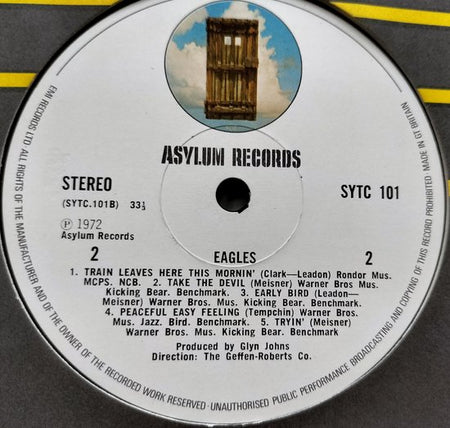 EMI RECORDS LTD ALL RIGHTS OF THE MANUFACTURER AND OF THE OWNER OF THE RECORDED WORK RESERVED · UNAUTHORISED PUBLIC PERFORMANCE BROADCASTING AND COPYING OF THIS RECORD PROHIBITED MADE IN GT BRITAIN
ASYLUM RECORDS
STEREO
SYTC 101
(SYTC.101B) 33⅓
Ⓟ 1972
Asylum Records
2 EAGLES 2
1. TRAIN LEAVES HERE THIS MORNIN' (Clark—Leadon) Rondor Mus.
MCPS. NCB. 2. TAKE THE DEVIL (Meisner) Warner Bros Mus.
Kicking Bear. Benchmark. 3. EARLY BIRD (Leadon—
Meisner) Warner Bros. Mus. Kicking Bear. Benchmark.
4. PEACEFUL EASY FEELING (Tempchin) Warner Bros.
Mus. Jazz. Bird. Benchmark. 5. TRYIN' (Meisner)
Warner Bros. Mus. Kicking Bear. Benchmark
Produced by Glyn Johns
Direction: The Geffen-Roberts Co.